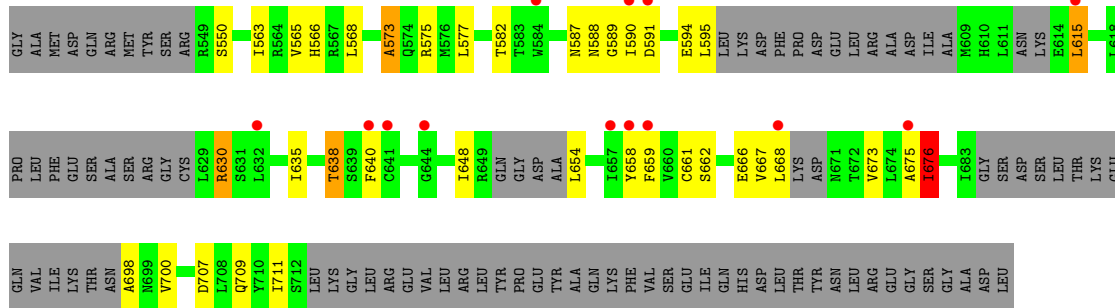 GLY ALA MET ASP GLN ARG MET TYR SER ARG R549 S550 I563 R564 V565 H566 R567 L568 A573 Q574 R575 M576 L577 T582 T583 W584 N587 N588 G589 I590 D591 E594 L595 LEU LYS ASP PHE PRO ASP GLU LEU ARG ALA ASP ILE ALA M609 H610 L611 ASN LYS E614 L615 L618
PRO LEU PHE GLU SER ALA SER ARG GLY CYS L629 R630 S631 L632 I635 T638 S639 F640 C641 G644 I648 R649 GLN GLY ASP ALA L654 I657 Y658 F659 V660 C661 S662 E666 V667 L668 LYS ASP N671 T672 V673 L674 A675 I676 I683 GLY SER ASP SER LEU THR LYS GLU
GLN VAL ILE LYS THR ASN A698 N699 V700 D707 L708 Q709 Y710 I711 S712 LEU LYS GLY LEU ARG GLU VAL LEU ARG LEU TYR PRO GLU TYR ALA GLN LYS PHE VAL SER GLU ILE GLN HIS ASP LEU THR TYR ASN LEU ARG GLU GLY SER GLY ALA ASP LEU